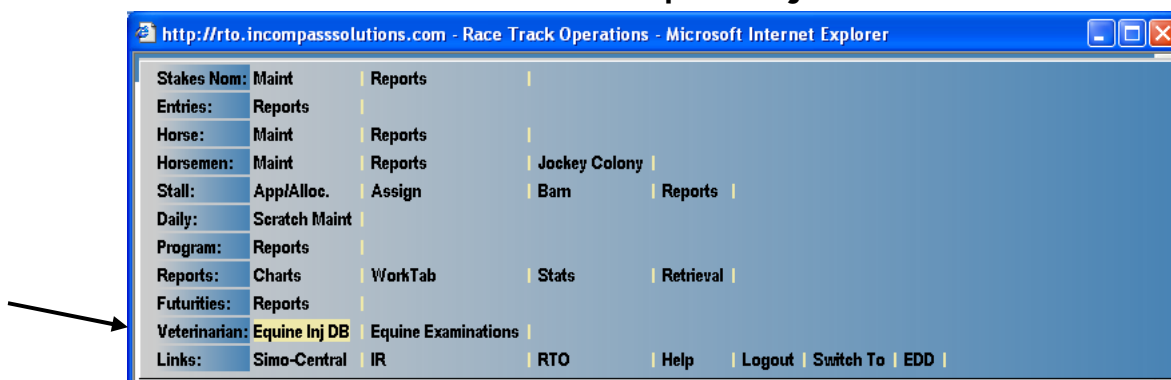 http://rto.incompasssolutions.com - Race Track Operations - Microsoft Internet Explorer
Stakes Nom: Maint | Reports |
Entries: Reports |
Horse: Maint | Reports |
Horsemen: Maint | Reports | Jockey Colony |
Stall: App/Alloc. | Assign | Barn | Reports |
Daily: Scratch Maint |
Program: Reports |
Reports: Charts | WorkTab | Stats | Retrieval |
Futurities: Reports |
Veterinarian: Equine Inj DB | Equine Examinations |
Links: Simo-Central | IR | RTO | Help | Logout | Switch To | EDD |